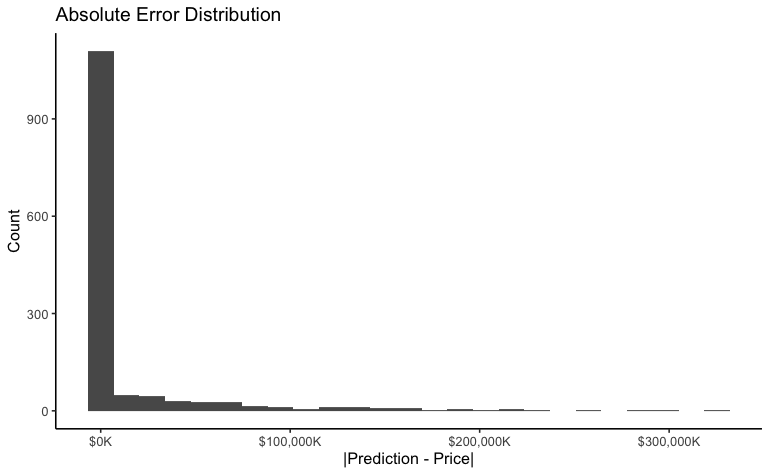 Absolute Error Distribution
Count
900
600
300
0
$0K
$100,000K
$200,000K
$300,000K
|Prediction - Price|